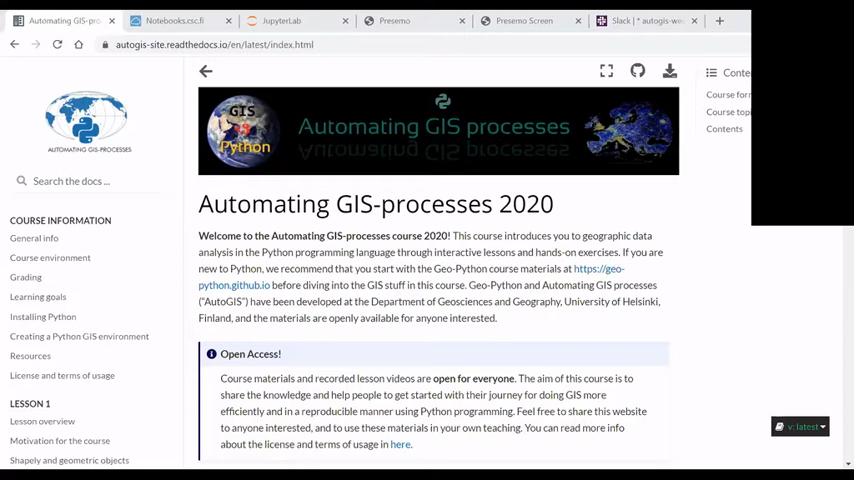 Automating GIS-pro
Notebooks.csc.fi
JupyterLab
Presemo
Presemo Screen
Slack | * autogis-we
autogis-site.readthedocs.io/en/latest/index.html
AUTOMATING GIS-PROCESSES
Search the docs ...
COURSE INFORMATION
General info
Course environment
Grading
Learning goals
Installing Python
Creating a Python GIS environment
Resources
License and terms of usage
LESSON 1
Lesson overview
Motivation for the course
Shapely and geometric objects
GIS
<3
Python
Automating GIS processes
Automating GIS-processes 2020
Welcome to the Automating GIS-processes course 2020! This course introduces you to geographic data
analysis in the Python programming language through interactive lessons and hands-on exercises. If you are
new to Python, we recommend that you start with the Geo-Python course materials at https://geo-
python.github.io before diving into the GIS stuff in this course. Geo-Python and Automating GIS processes
("AutoGIS") have been developed at the Department of Geosciences and Geography, University of Helsinki,
Finland, and the materials are openly available for anyone interested.
Open Access!
Course materials and recorded lesson videos are open for everyone. The aim of this course is to
share the knowledge and help people to get started with their journey for doing GIS more
efficiently and in a reproducible manner using Python programming. Feel free to share this website
to anyone interested, and to use these materials in your own teaching. You can read more info
about the license and terms of usage in here.
Conte
Course form
Course topi
Contents
v: latest